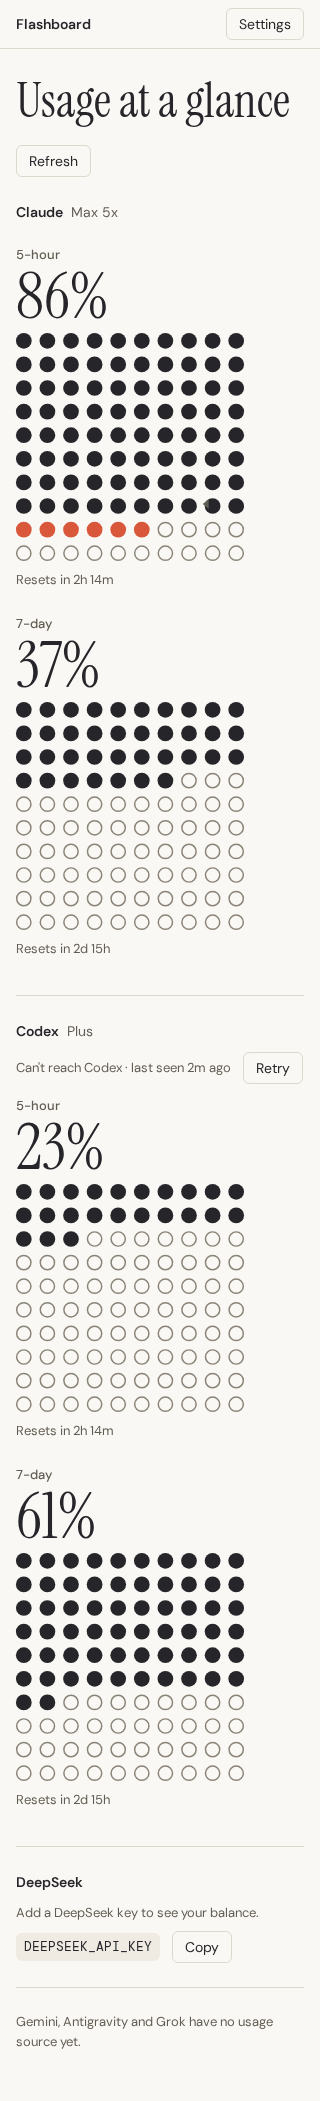 Flashboard
Settings
Usage at a glance
Refresh
Claude Max 5x
5-hour
86%
Resets in 2h 14m
7-day
37%
Resets in 2d 15h
Codex Plus
Can't reach Codex · last seen 2m ago
Retry
5-hour
23%
Resets in 2h 14m
7-day
61%
Resets in 2d 15h
DeepSeek
Add a DeepSeek key to see your balance.
DEEPSEEK_API_KEY
Copy
Gemini, Antigravity and Grok have no usage
source yet.